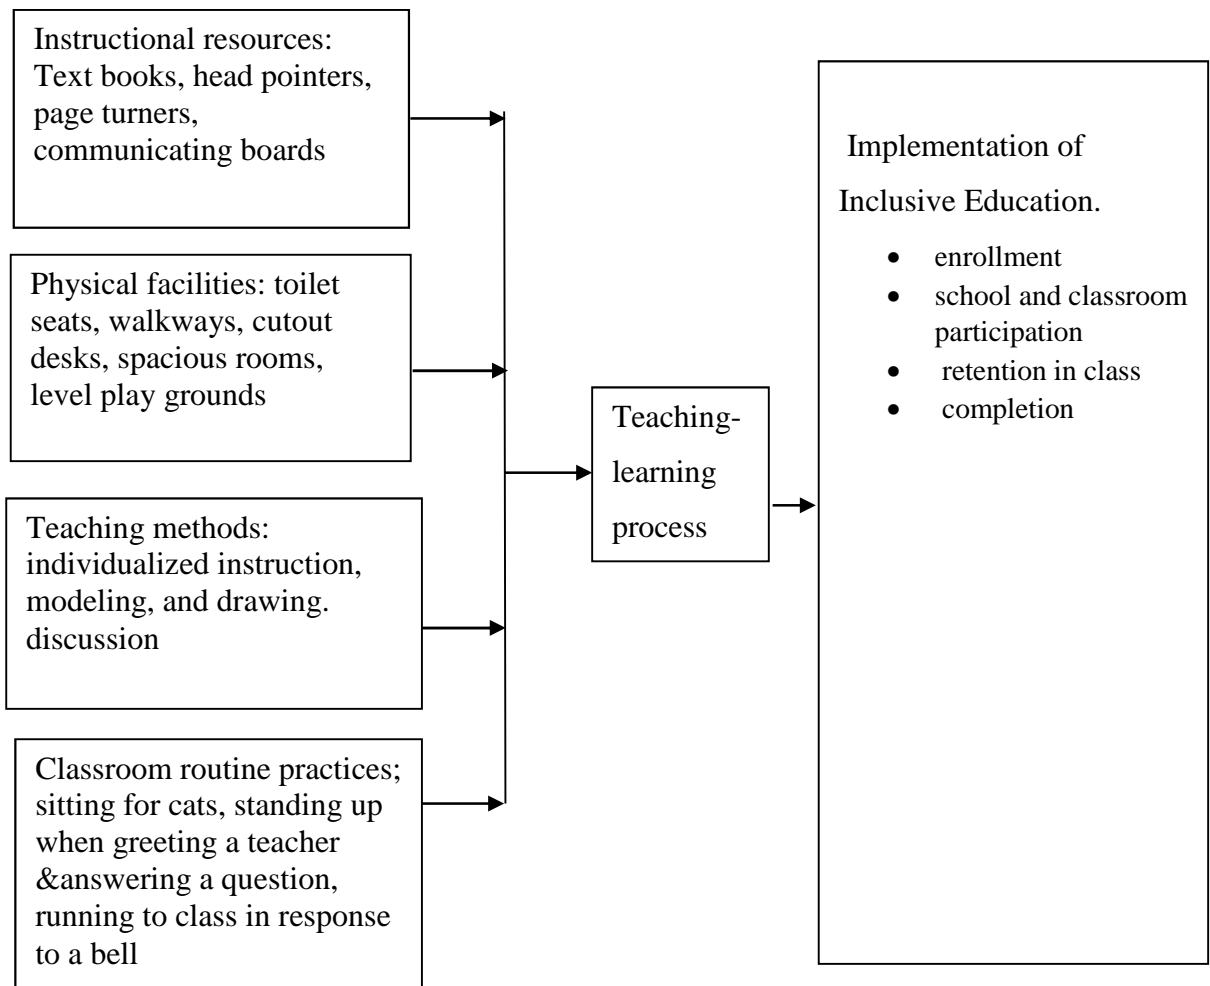 Instructional resources:
Text books, head pointers,
page turners,
communicating boards
Physical facilities: toilet
seats, walkways, cutout
desks, spacious rooms,
level play grounds
Teaching methods:
individualized instruction,
modeling, and drawing.
discussion
Classroom routine practices;
sitting for cats, standing up
when greeting a teacher
&answering a question,
running to class in response
to a bell
Teaching-
learning
process
Implementation of
Inclusive Education.
• enrollment
• school and classroom
participation
• retention in class
• completion